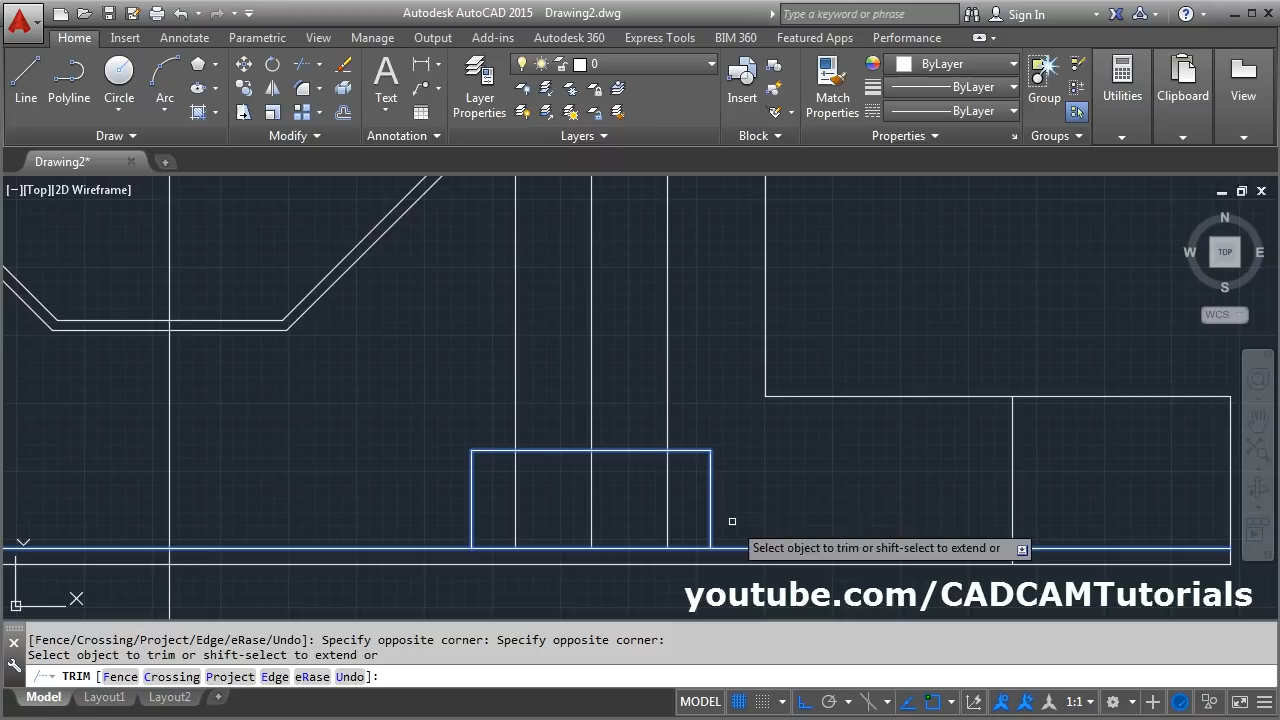 Autodesk AutoCAD 2015 Drawing2.dwg
Type a keyword or phrase
Sign In
Home Insert Annotate Parametric View Manage Output Add-ins Autodesk 360 Express Tools BIM 360 Featured Apps Performance
Line Polyline Circle Arc
Text
Layer Properties
0
Insert
Match Properties
ByLayer
ByLayer
ByLayer
Group
Utilities
Clipboard
View
Draw Modify Annotation Layers Block Properties Groups
Drawing2*
[−][Top][2D Wireframe]
N
W TOP E
S
WCS
Select object to trim or shift-select to extend or
X
youtube.com/CADCAMTutorials
[Fence/Crossing/Project/Edge/eRase/Undo]: Specify opposite corner: Specify opposite corner:
Select object to trim or shift-select to extend or
TRIM [Fence Crossing Project Edge eRase Undo]:
Model Layout1 Layout2 +
MODEL
1:1